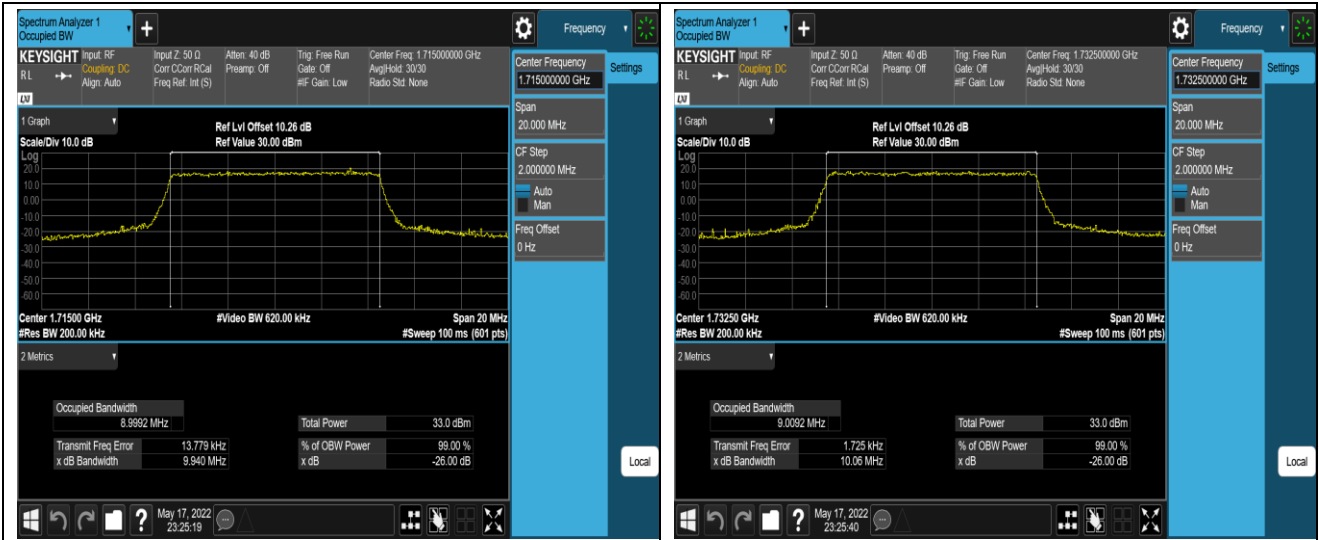 Spectrum Analyzer 1
Occupied BW
+
Frequency
KEYSIGHT
RL
LXI
Input: RF
Coupling: DC
Align: Auto
Input Z: 50 Ω
Corr CCorr RCal
Freq Ref: Int (S)
Atten: 40 dB
Preamp: Off
Trig: Free Run
Gate: Off
#IF Gain: Low
Center Freq: 1.715000000 GHz
Avg|Hold: 30/30
Radio Std: None
Center Frequency
1.715000000 GHz
Settings
Span
20.000 MHz
CF Step
2.000000 MHz
Auto
Man
Freq Offset
0 Hz
Local
1 Graph
Scale/Div 10.0 dB
Ref Lvl Offset 10.26 dB
Ref Value 30.00 dBm
Log
20.0
10.0
0.00
-10.0
-20.0
-30.0
-40.0
-50.0
-60.0
Center 1.71500 GHz
#Video BW 620.00 kHz
Span 20 MHz
#Res BW 200.00 kHz
#Sweep 100 ms (601 pts)
2 Metrics
Occupied Bandwidth
8.9992 MHz
Total Power 33.0 dBm
Transmit Freq Error 13.779 kHz
% of OBW Power 99.00 %
x dB Bandwidth 9.940 MHz
x dB -26.00 dB
?
May 17, 2022
23:25:19
Spectrum Analyzer 1
Occupied BW
+
Frequency
KEYSIGHT
RL
LXI
Input: RF
Coupling: DC
Align: Auto
Input Z: 50 Ω
Corr CCorr RCal
Freq Ref: Int (S)
Atten: 40 dB
Preamp: Off
Trig: Free Run
Gate: Off
#IF Gain: Low
Center Freq: 1.732500000 GHz
Avg|Hold: 30/30
Radio Std: None
Center Frequency
1.732500000 GHz
Settings
Span
20.000 MHz
CF Step
2.000000 MHz
Auto
Man
Freq Offset
0 Hz
Local
1 Graph
Scale/Div 10.0 dB
Ref Lvl Offset 10.26 dB
Ref Value 30.00 dBm
Log
20.0
10.0
0.00
-10.0
-20.0
-30.0
-40.0
-50.0
-60.0
Center 1.73250 GHz
#Video BW 620.00 kHz
Span 20 MHz
#Res BW 200.00 kHz
#Sweep 100 ms (601 pts)
2 Metrics
Occupied Bandwidth
9.0092 MHz
Total Power 33.0 dBm
Transmit Freq Error 1.725 kHz
% of OBW Power 99.00 %
x dB Bandwidth 10.06 MHz
x dB -26.00 dB
?
May 17, 2022
23:25:40